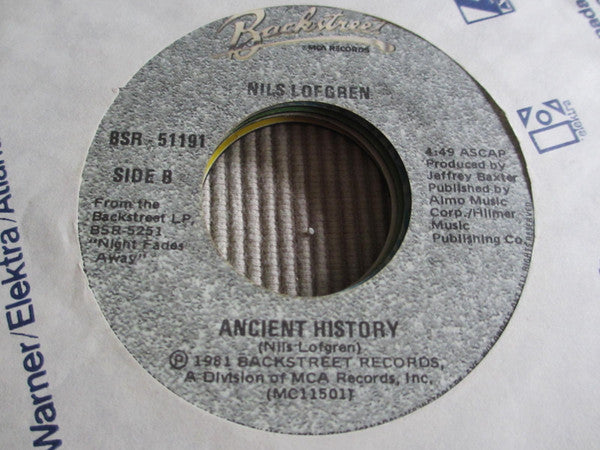 Backstreet
MCA RECORDS
NILS LOFGREN
BSR - 51191
SIDE B
From the
Backstreet LP,
BSR-5251
"Night Fades
Away"
4:49 ASCAP
Produced by
Jeffrey Baxter
Published by
Almo Music
Corp./Hilmer
Music
Publishing Co.
ANCIENT HISTORY
(Nils Lofgren)
Ⓟ 1981 BACKSTREET RECORDS,
A Division of MCA Records, Inc.
(MC11501)
Warner/Elektra/Atlan
elektra